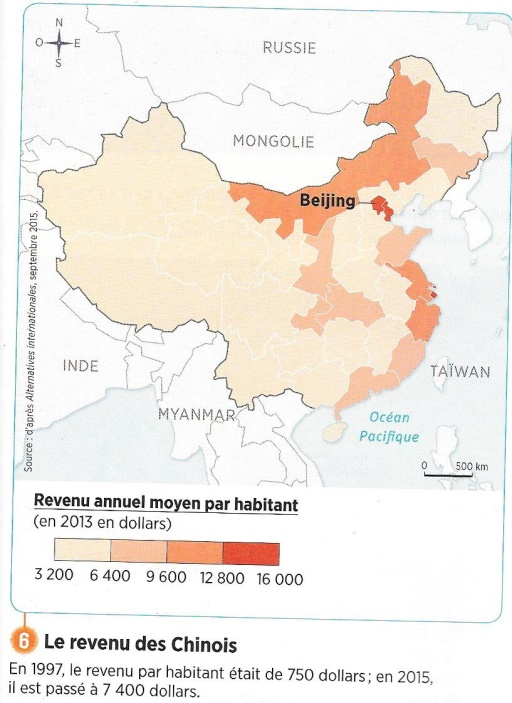 N
O
E
S
RUSSIE
MONGOLIE
Beijing
INDE
MYANMAR
TAÏWAN
Océan
Pacifique
0 500 km
Source : d'après Alternatives internationales, septembre 2015.
Revenu annuel moyen par habitant
(en 2013 en dollars)
3 200 6 400 9 600 12 800 16 000
6 Le revenu des Chinois
En 1997, le revenu par habitant était de 750 dollars ; en 2015,
il est passé à 7 400 dollars.